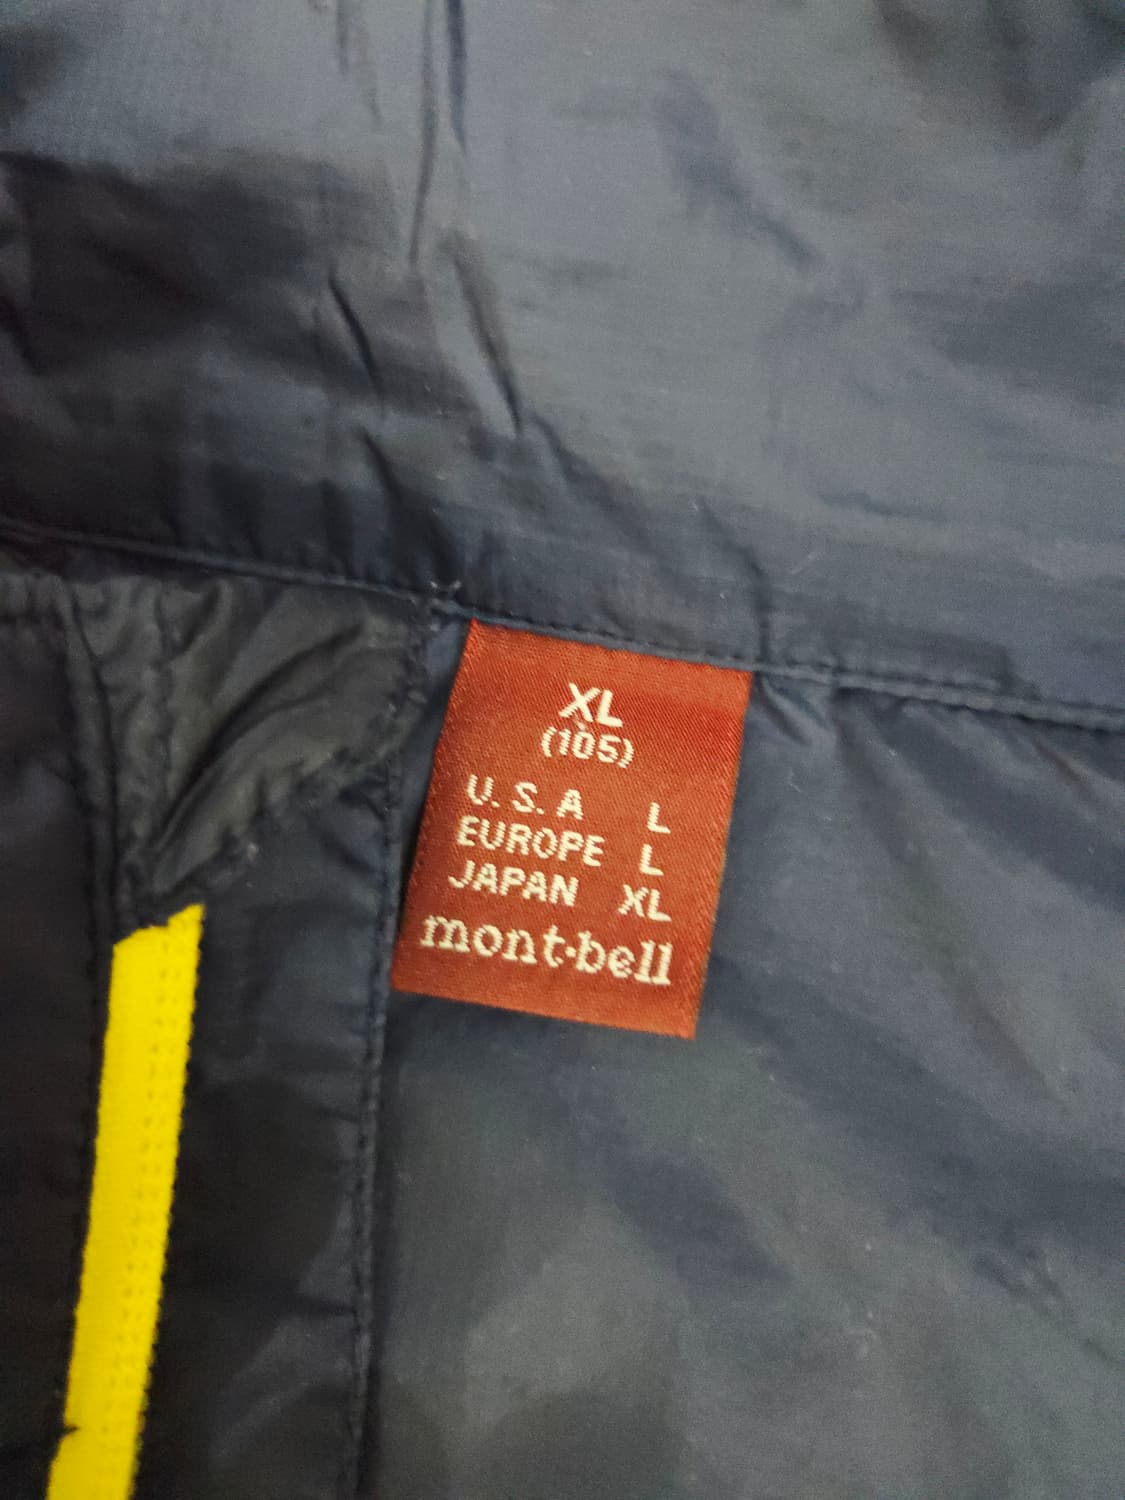 XL
(105)
U.S.A L
EUROPE L
JAPAN XL
mont·bell